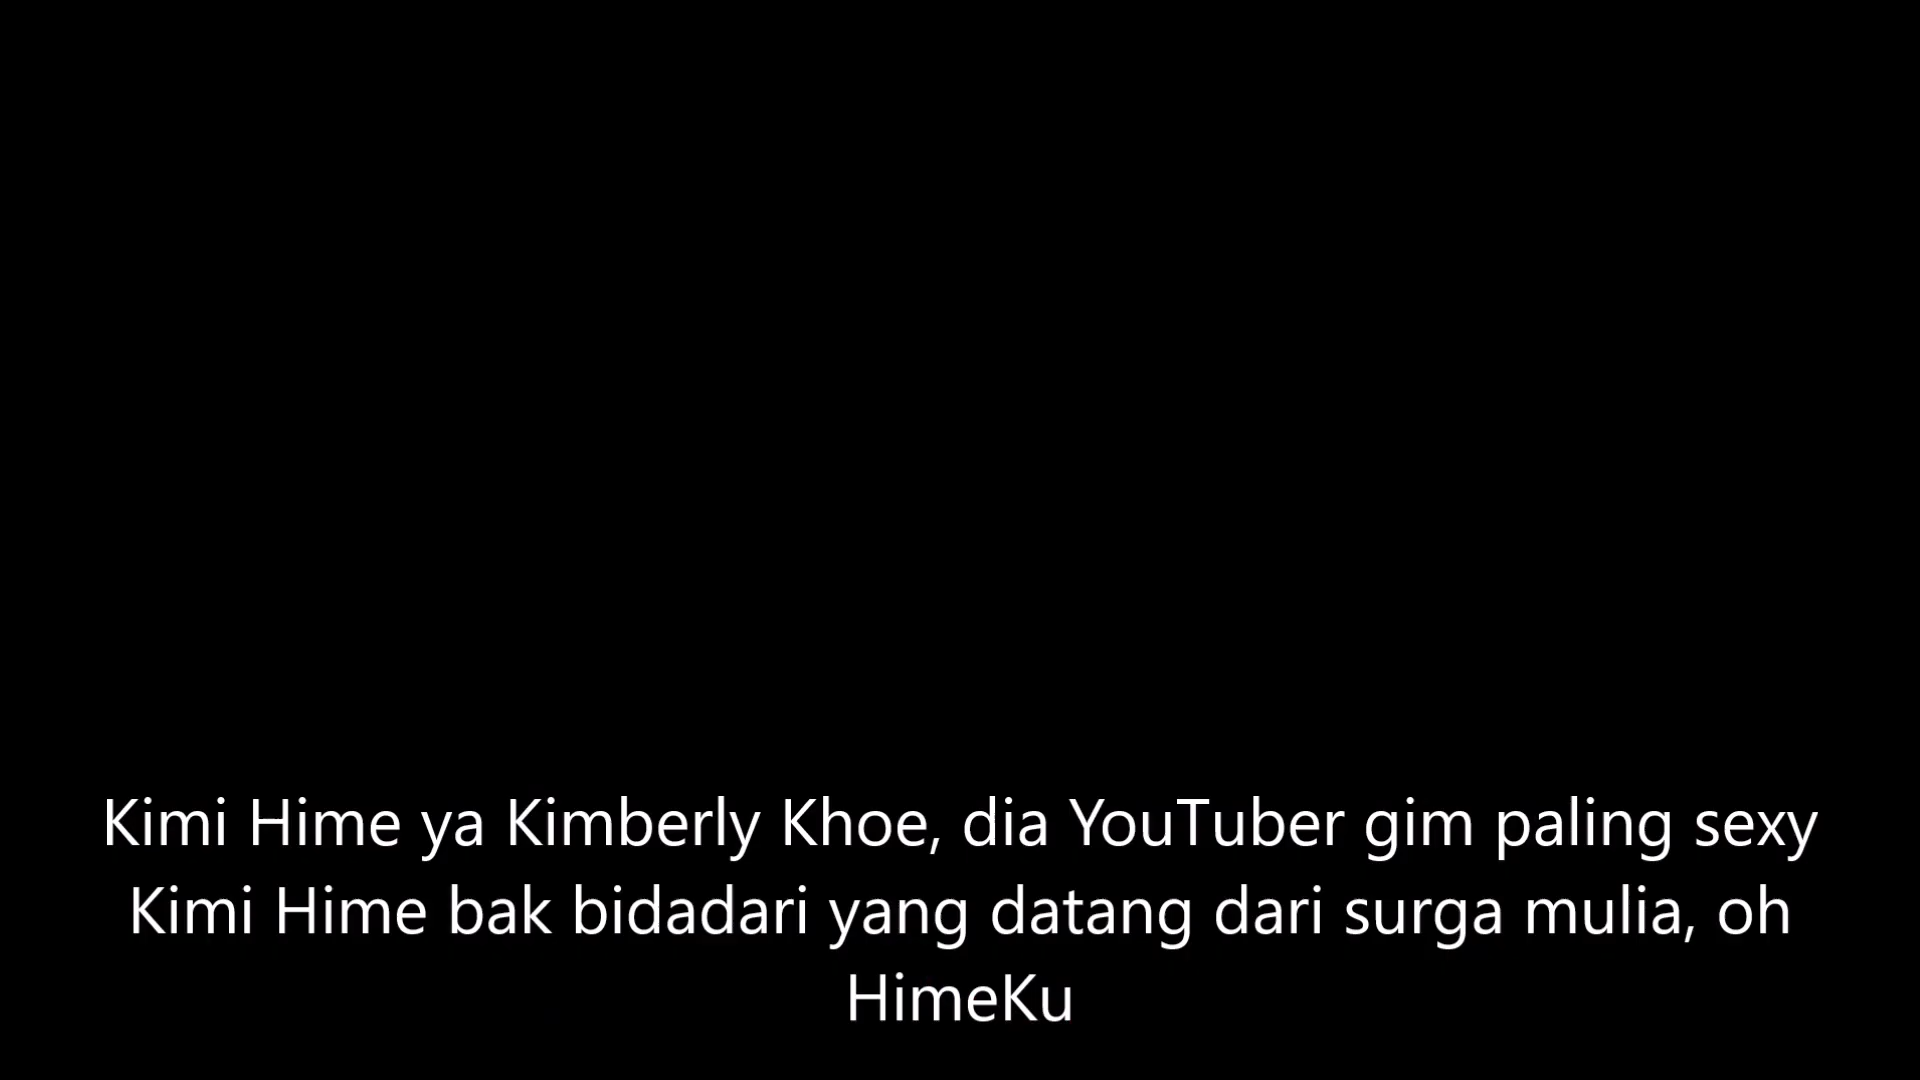 Kimi Hime ya Kimberly Khoe, dia YouTuber gim paling sexy
Kimi Hime bak bidadari yang datang dari surga mulia, oh
HimeKu